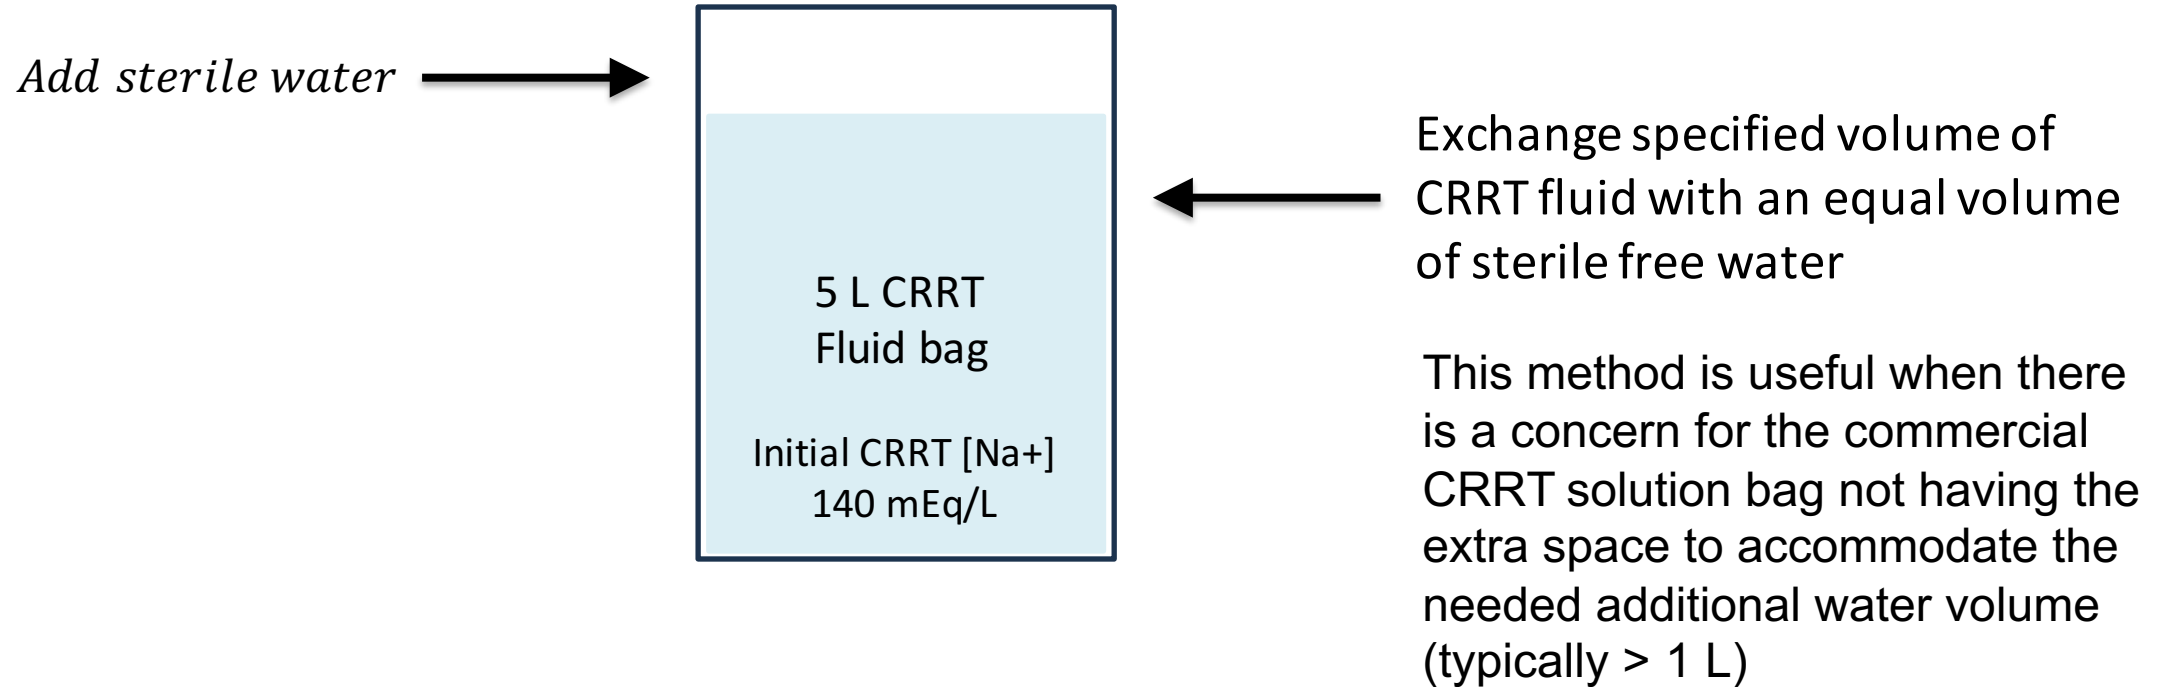 Add sterile water
5 L CRRT
Fluid bag
Initial CRRT [Na+]
140 mEq/L
Exchange specified volume of
CRRT fluid with an equal volume
of sterile free water
This method is useful when there
is a concern for the commercial
CRRT solution bag not having the
extra space to accommodate the
needed additional water volume
(typically > 1 L)